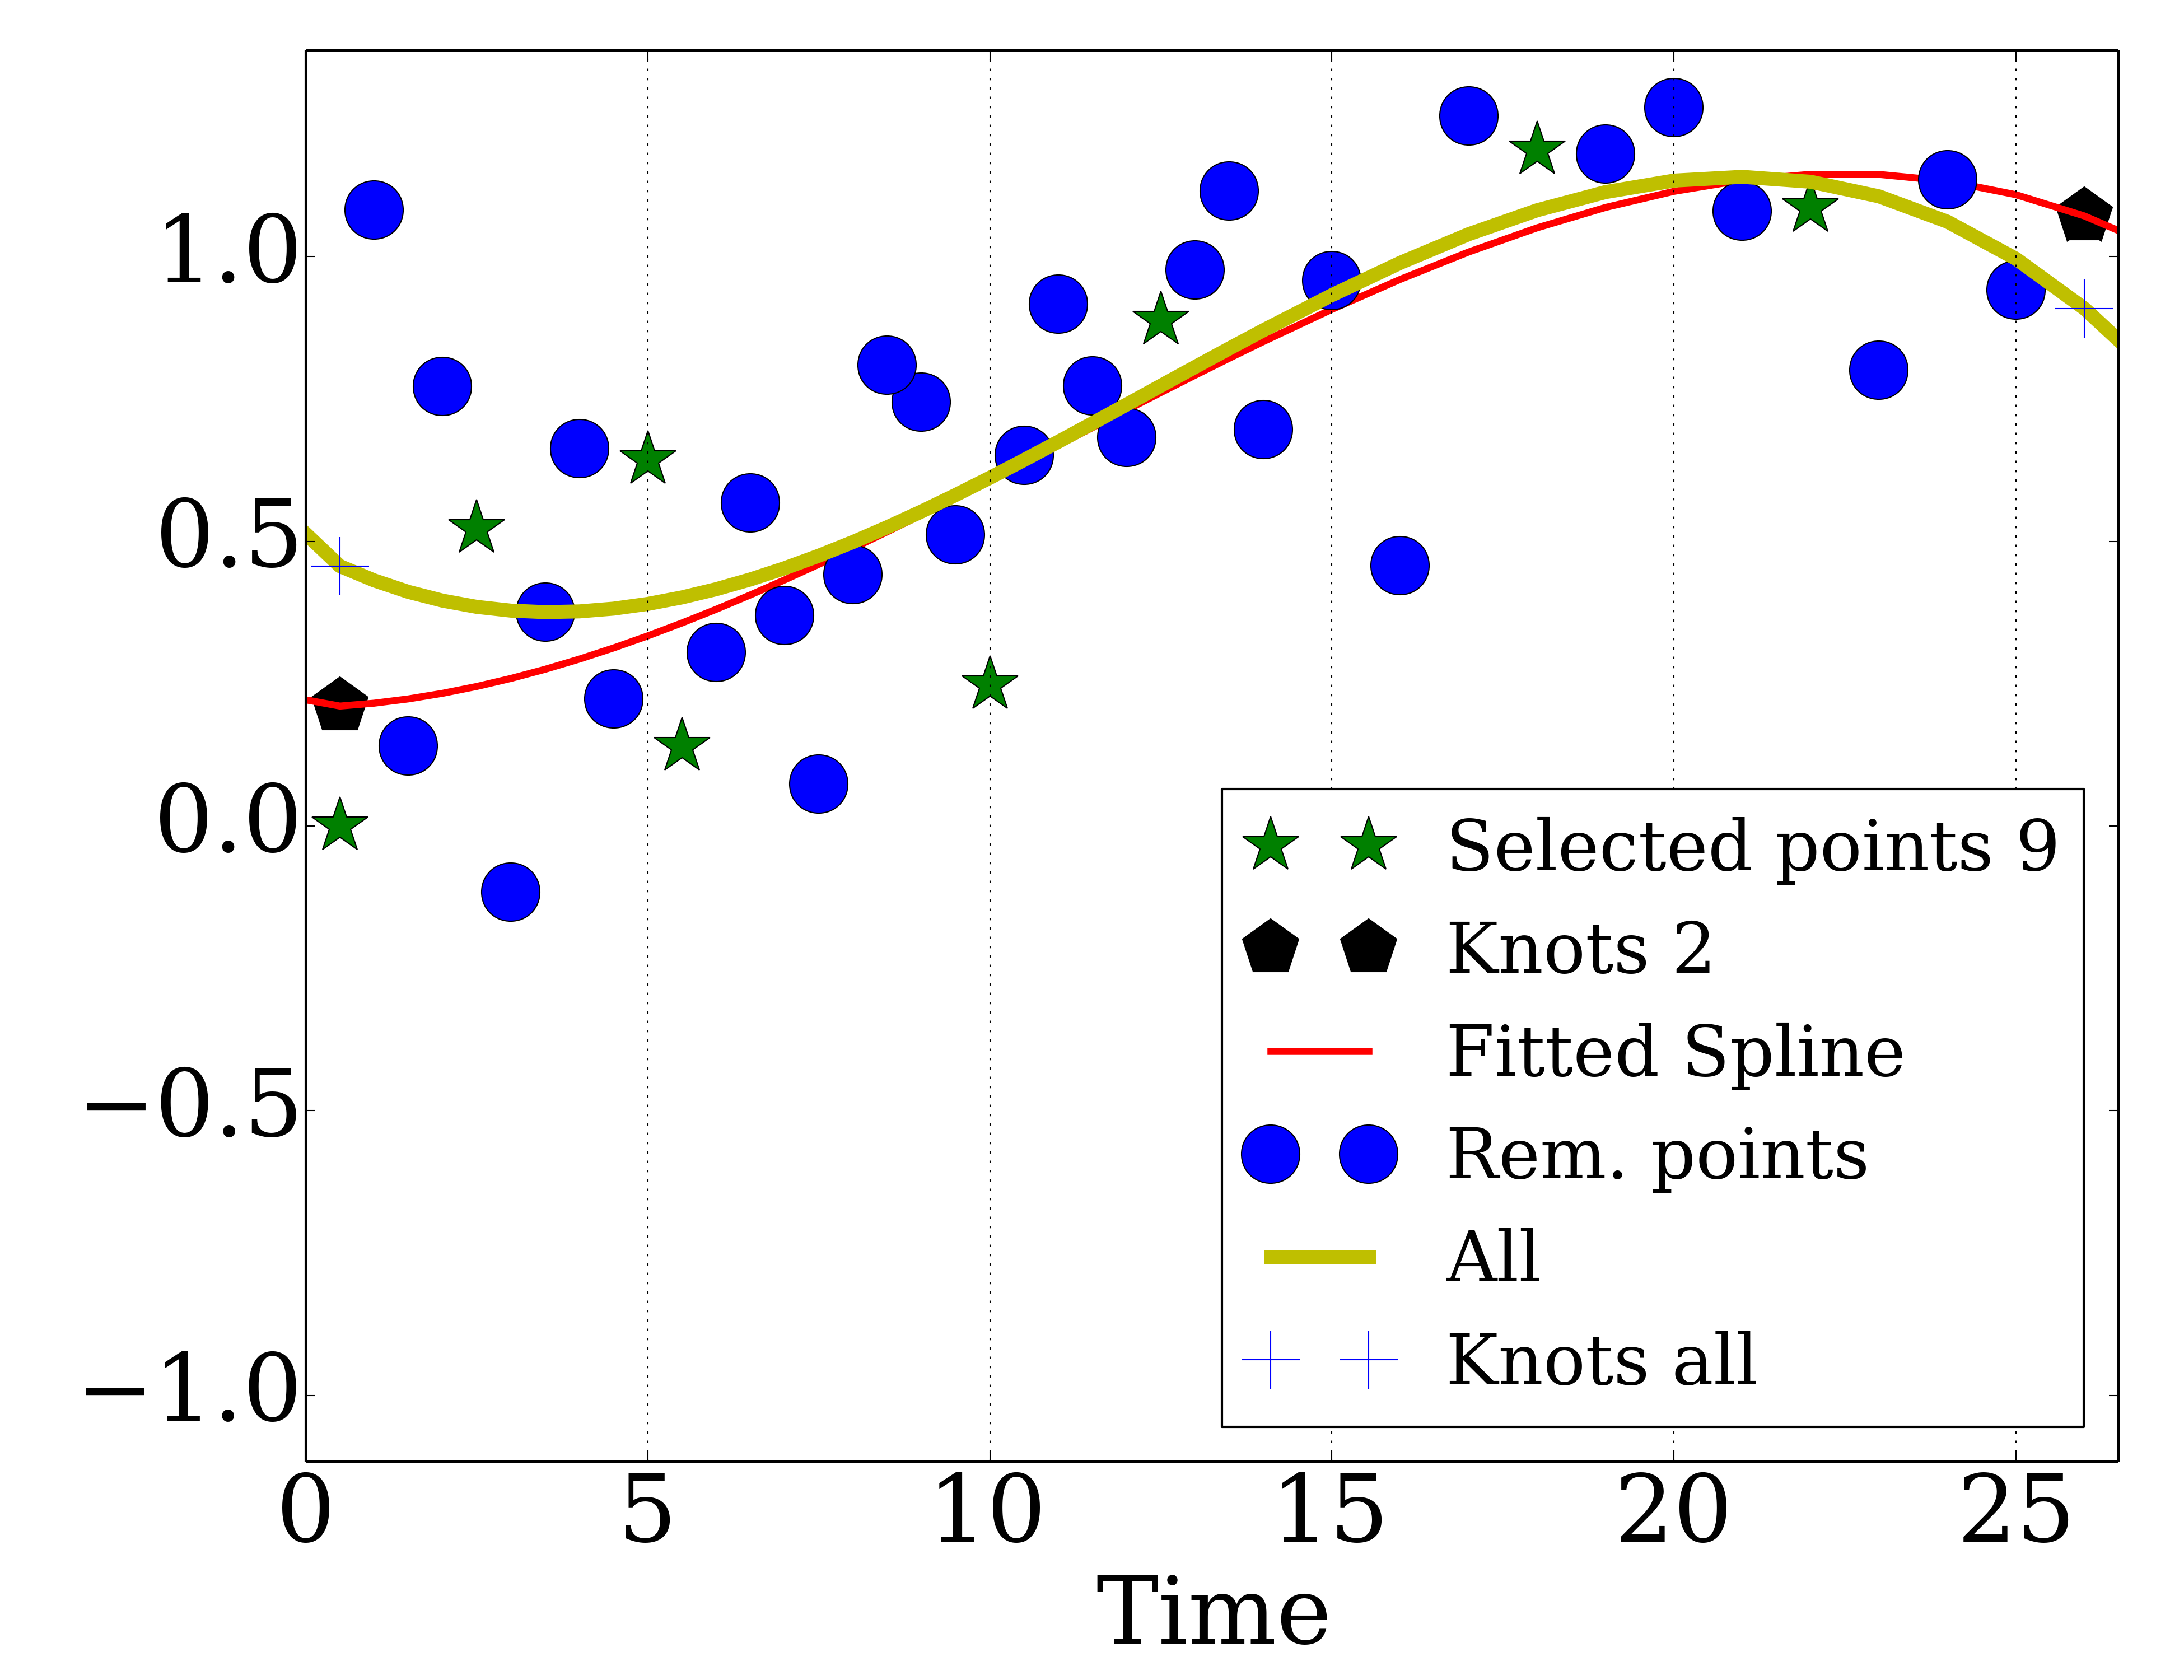 1.0
0.5
0.0
−0.5
−1.0
0 5 10 15 20 25
Time
Selected points 9
Knots 2
Fitted Spline
Rem. points
All
Knots all